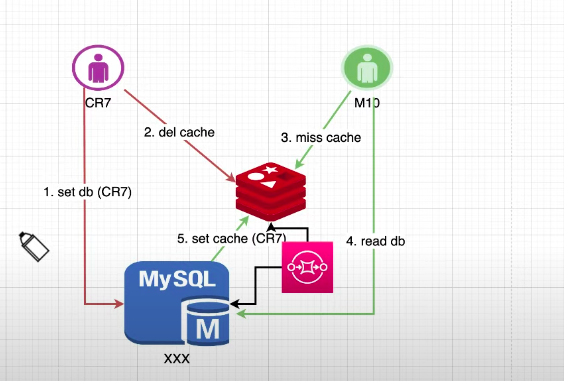 CR7
M10
2. del cache
3. miss cache
1. set db (CR7)
5. set cache (CR7)
4. read db
MySQL
M
XXX